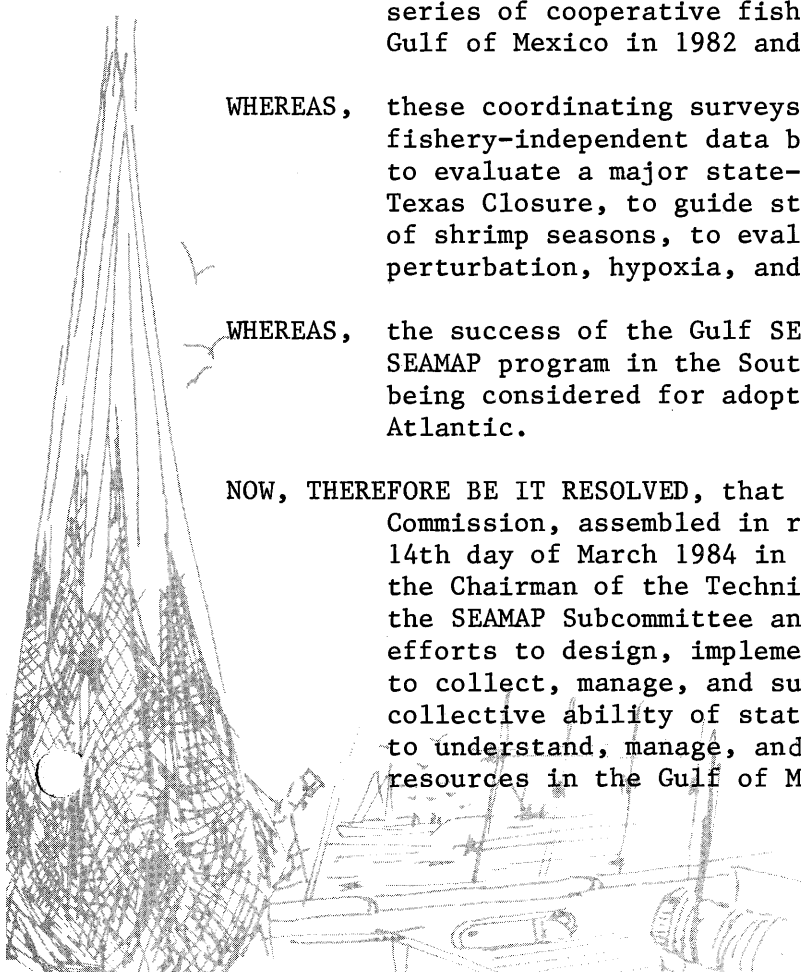 series of cooperative fish
Gulf of Mexico in 1982 and
WHEREAS, these coordinating surveys
fishery-independent data b
to evaluate a major state-
Texas Closure, to guide st
of shrimp seasons, to eval
perturbation, hypoxia, and
WHEREAS, the success of the Gulf SE
SEAMAP program in the Sout
being considered for adopt
Atlantic.
NOW, THEREFORE BE IT RESOLVED, that
Commission, assembled in r
14th day of March 1984 in
the Chairman of the Techni
the SEAMAP Subcommittee an
efforts to design, impleme
to collect, manage, and su
collective ability of stat
to understand, manage, and
resources in the Gulf of M